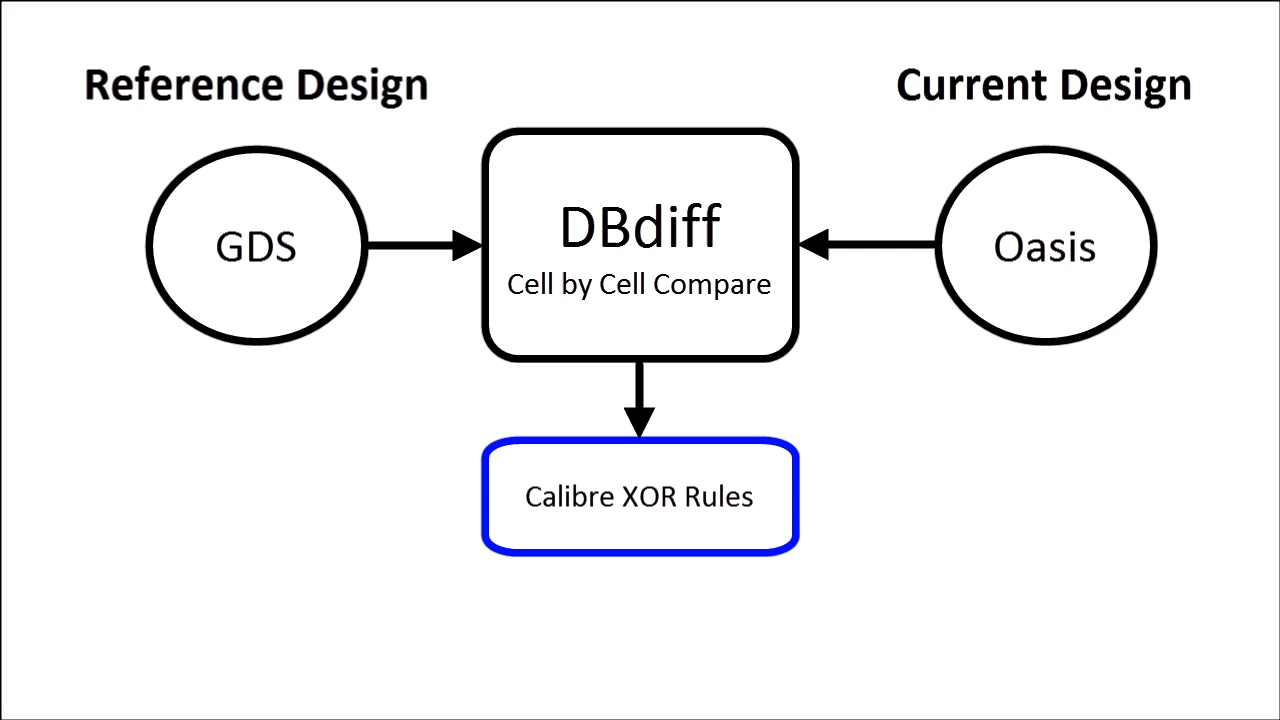 Reference Design
Current Design
GDS
DBdiff
Cell by Cell Compare
Oasis
Calibre XOR Rules